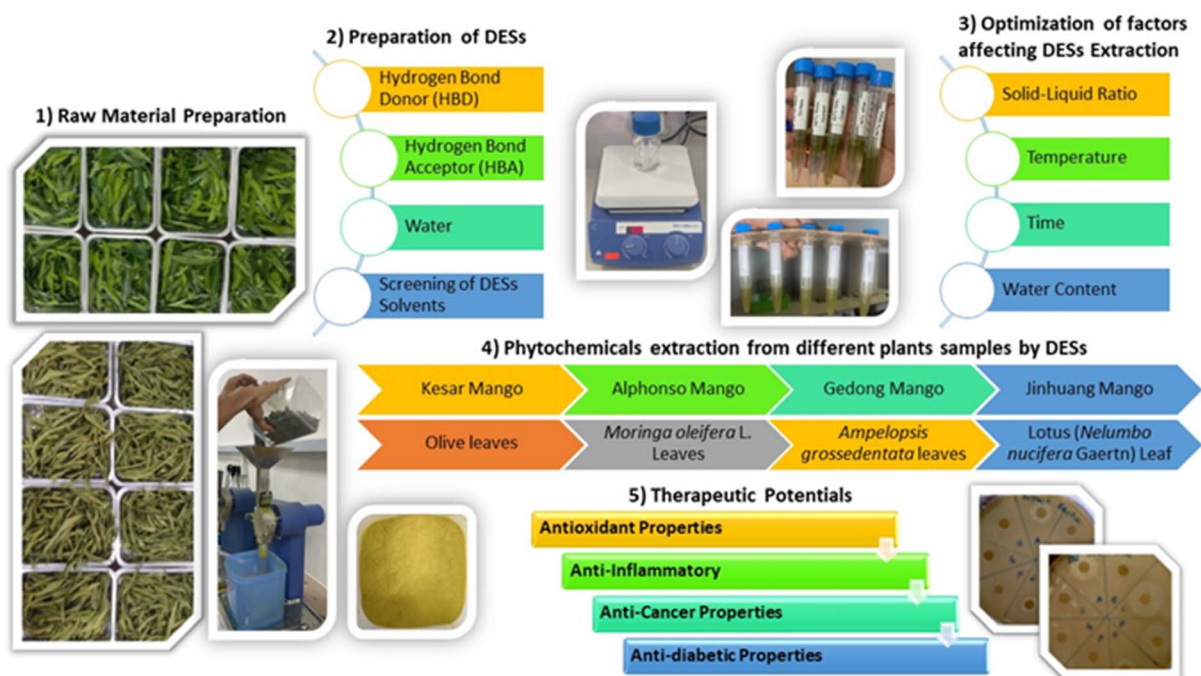 1) Raw Material Preparation
2) Preparation of DESs
Hydrogen Bond
Donor (HBD)
Hydrogen Bond
Acceptor (HBA)
Water
Screening of DESs
Solvents
3) Optimization of factors
affecting DESs Extraction
Solid-Liquid Ratio
Temperature
Time
Water Content
4) Phytochemicals extraction from different plants samples by DESs
Kesar Mango
Alphonso Mango
Gedong Mango
Jinhuang Mango
Olive leaves
Moringa oleifera L.
Leaves
Ampelopsis
grossedentata leaves
Lotus (Nelumbo
nucifera Gaertn) Leaf
5) Therapeutic Potentials
Antioxidant Properties
Anti-Inflammatory
Anti-Cancer Properties
Anti-diabetic Properties